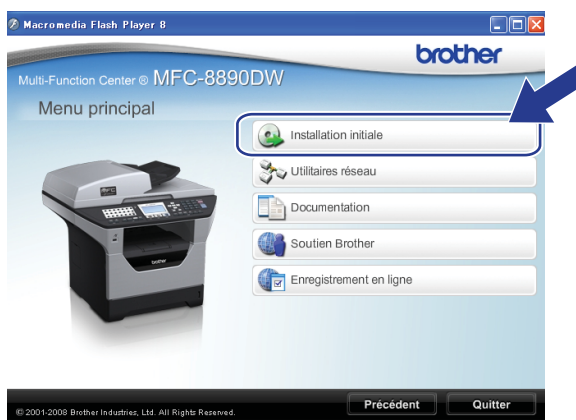 Macromedia Flash Player 8
brother
Multi-Function Center ® MFC-8890DW
Menu principal
Installation initiale
Utilitaires réseau
Documentation
Soutien Brother
Enregistrement en ligne
Précédent
Quitter
© 2001-2008 Brother Industries, Ltd. All Rights Reserved.